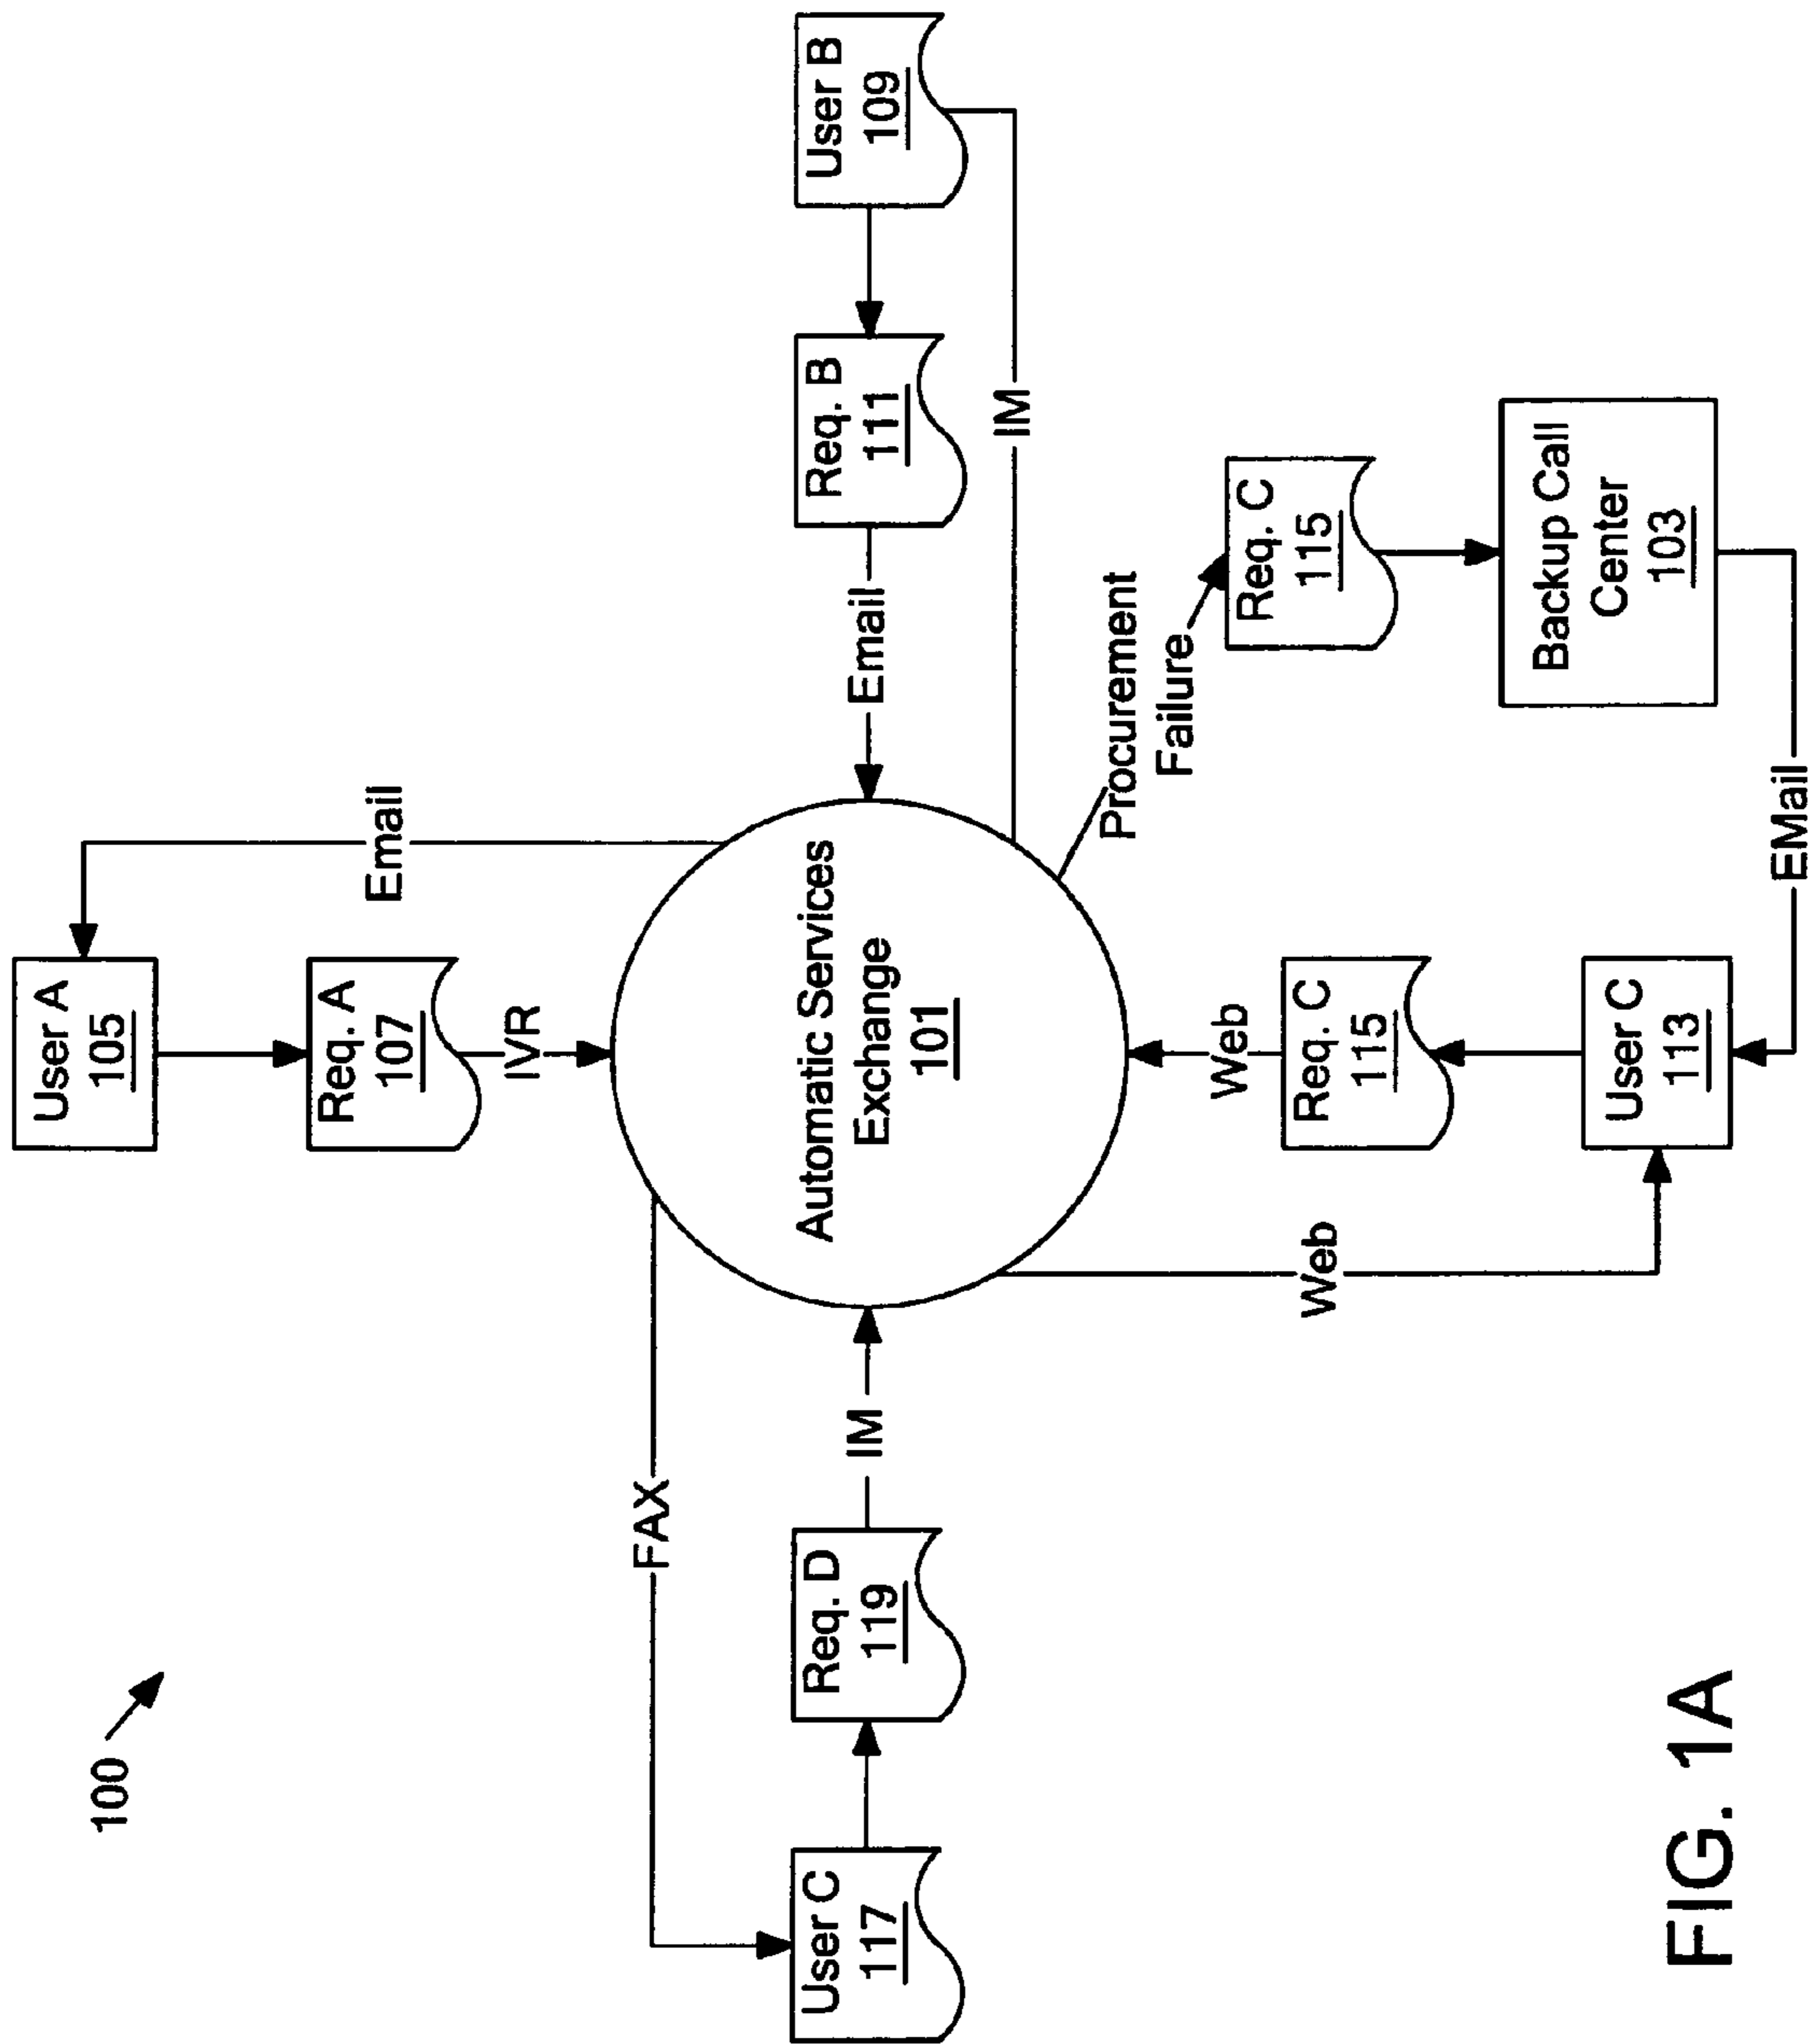 100
User A
105
Email
Req. A
107
IVR
FAX
User C
117
Req. D
119
IM
Automatic Services
Exchange
101
Email
Req. B
111
User B
109
IM
Procurement
Failure
Web
Web
Req. C
115
Req. C
115
User C
113
Backup Call
Center
103
EMail
FIG. 1A